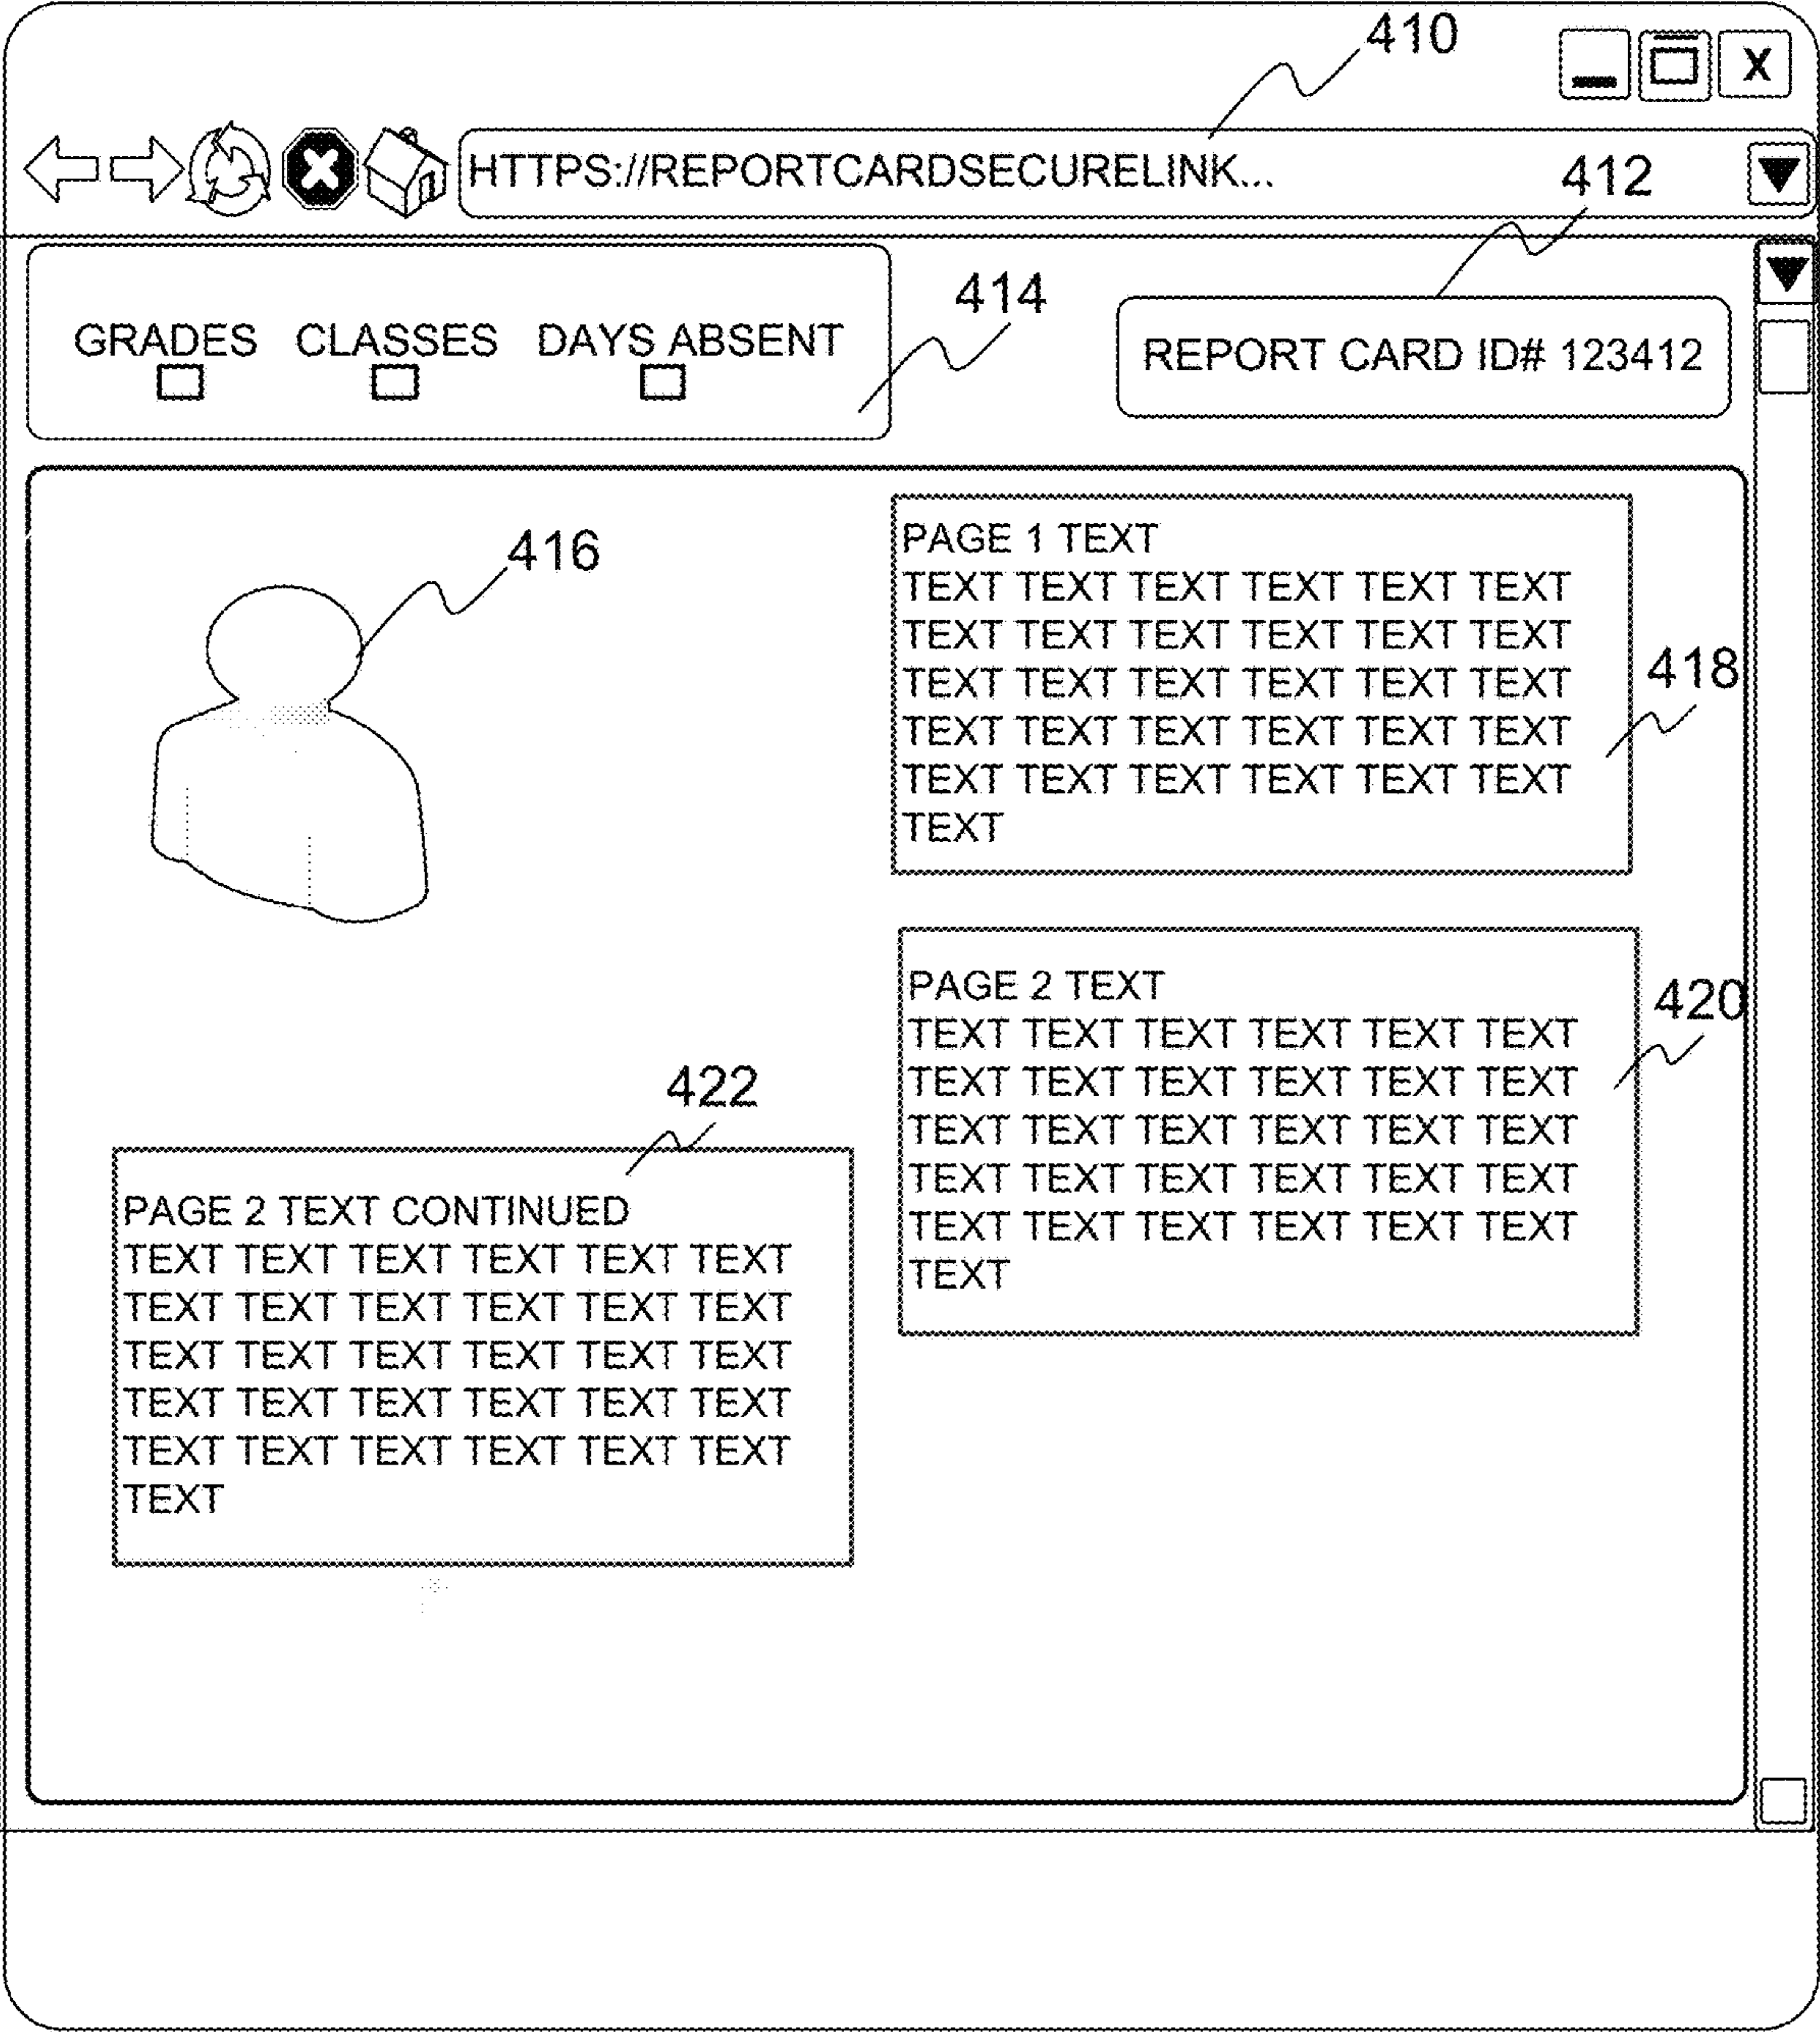 410
X
HTTPS://REPORTCARDSECURELINK...
412
414
GRADES CLASSES DAYS ABSENT
REPORT CARD ID# 123412
416
PAGE 1 TEXT
TEXT TEXT TEXT TEXT TEXT TEXT
TEXT TEXT TEXT TEXT TEXT TEXT
TEXT TEXT TEXT TEXT TEXT TEXT
TEXT TEXT TEXT TEXT TEXT TEXT
TEXT TEXT TEXT TEXT TEXT TEXT
TEXT
418
PAGE 2 TEXT
TEXT TEXT TEXT TEXT TEXT TEXT
TEXT TEXT TEXT TEXT TEXT TEXT
TEXT TEXT TEXT TEXT TEXT TEXT
TEXT TEXT TEXT TEXT TEXT TEXT
TEXT TEXT TEXT TEXT TEXT TEXT
TEXT
420
422
PAGE 2 TEXT CONTINUED
TEXT TEXT TEXT TEXT TEXT TEXT
TEXT TEXT TEXT TEXT TEXT TEXT
TEXT TEXT TEXT TEXT TEXT TEXT
TEXT TEXT TEXT TEXT TEXT TEXT
TEXT TEXT TEXT TEXT TEXT TEXT
TEXT